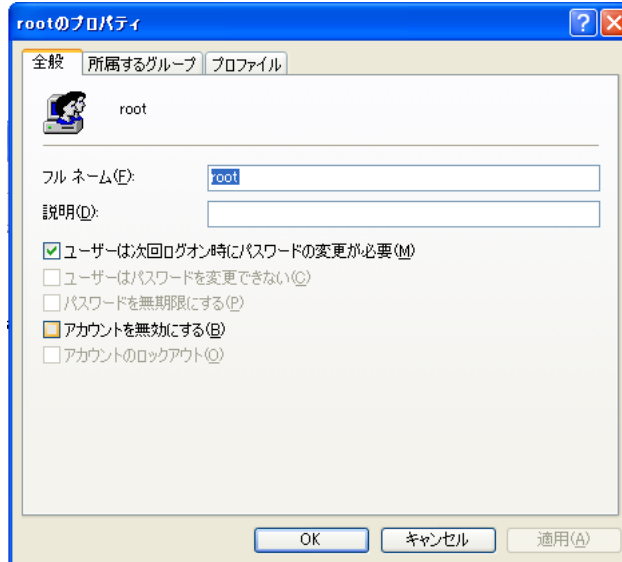 rootのプロパティ
全般 所属するグループ プロファイル
root
フル ネーム(F): root
説明(D):
ユーザーは次回ログオン時にパスワードの変更が必要(M)
ユーザーはパスワードを変更できない(C)
パスワードを無期限にする(P)
アカウントを無効にする(B)
アカウントのロックアウト(O)
OK キャンセル 適用(A)